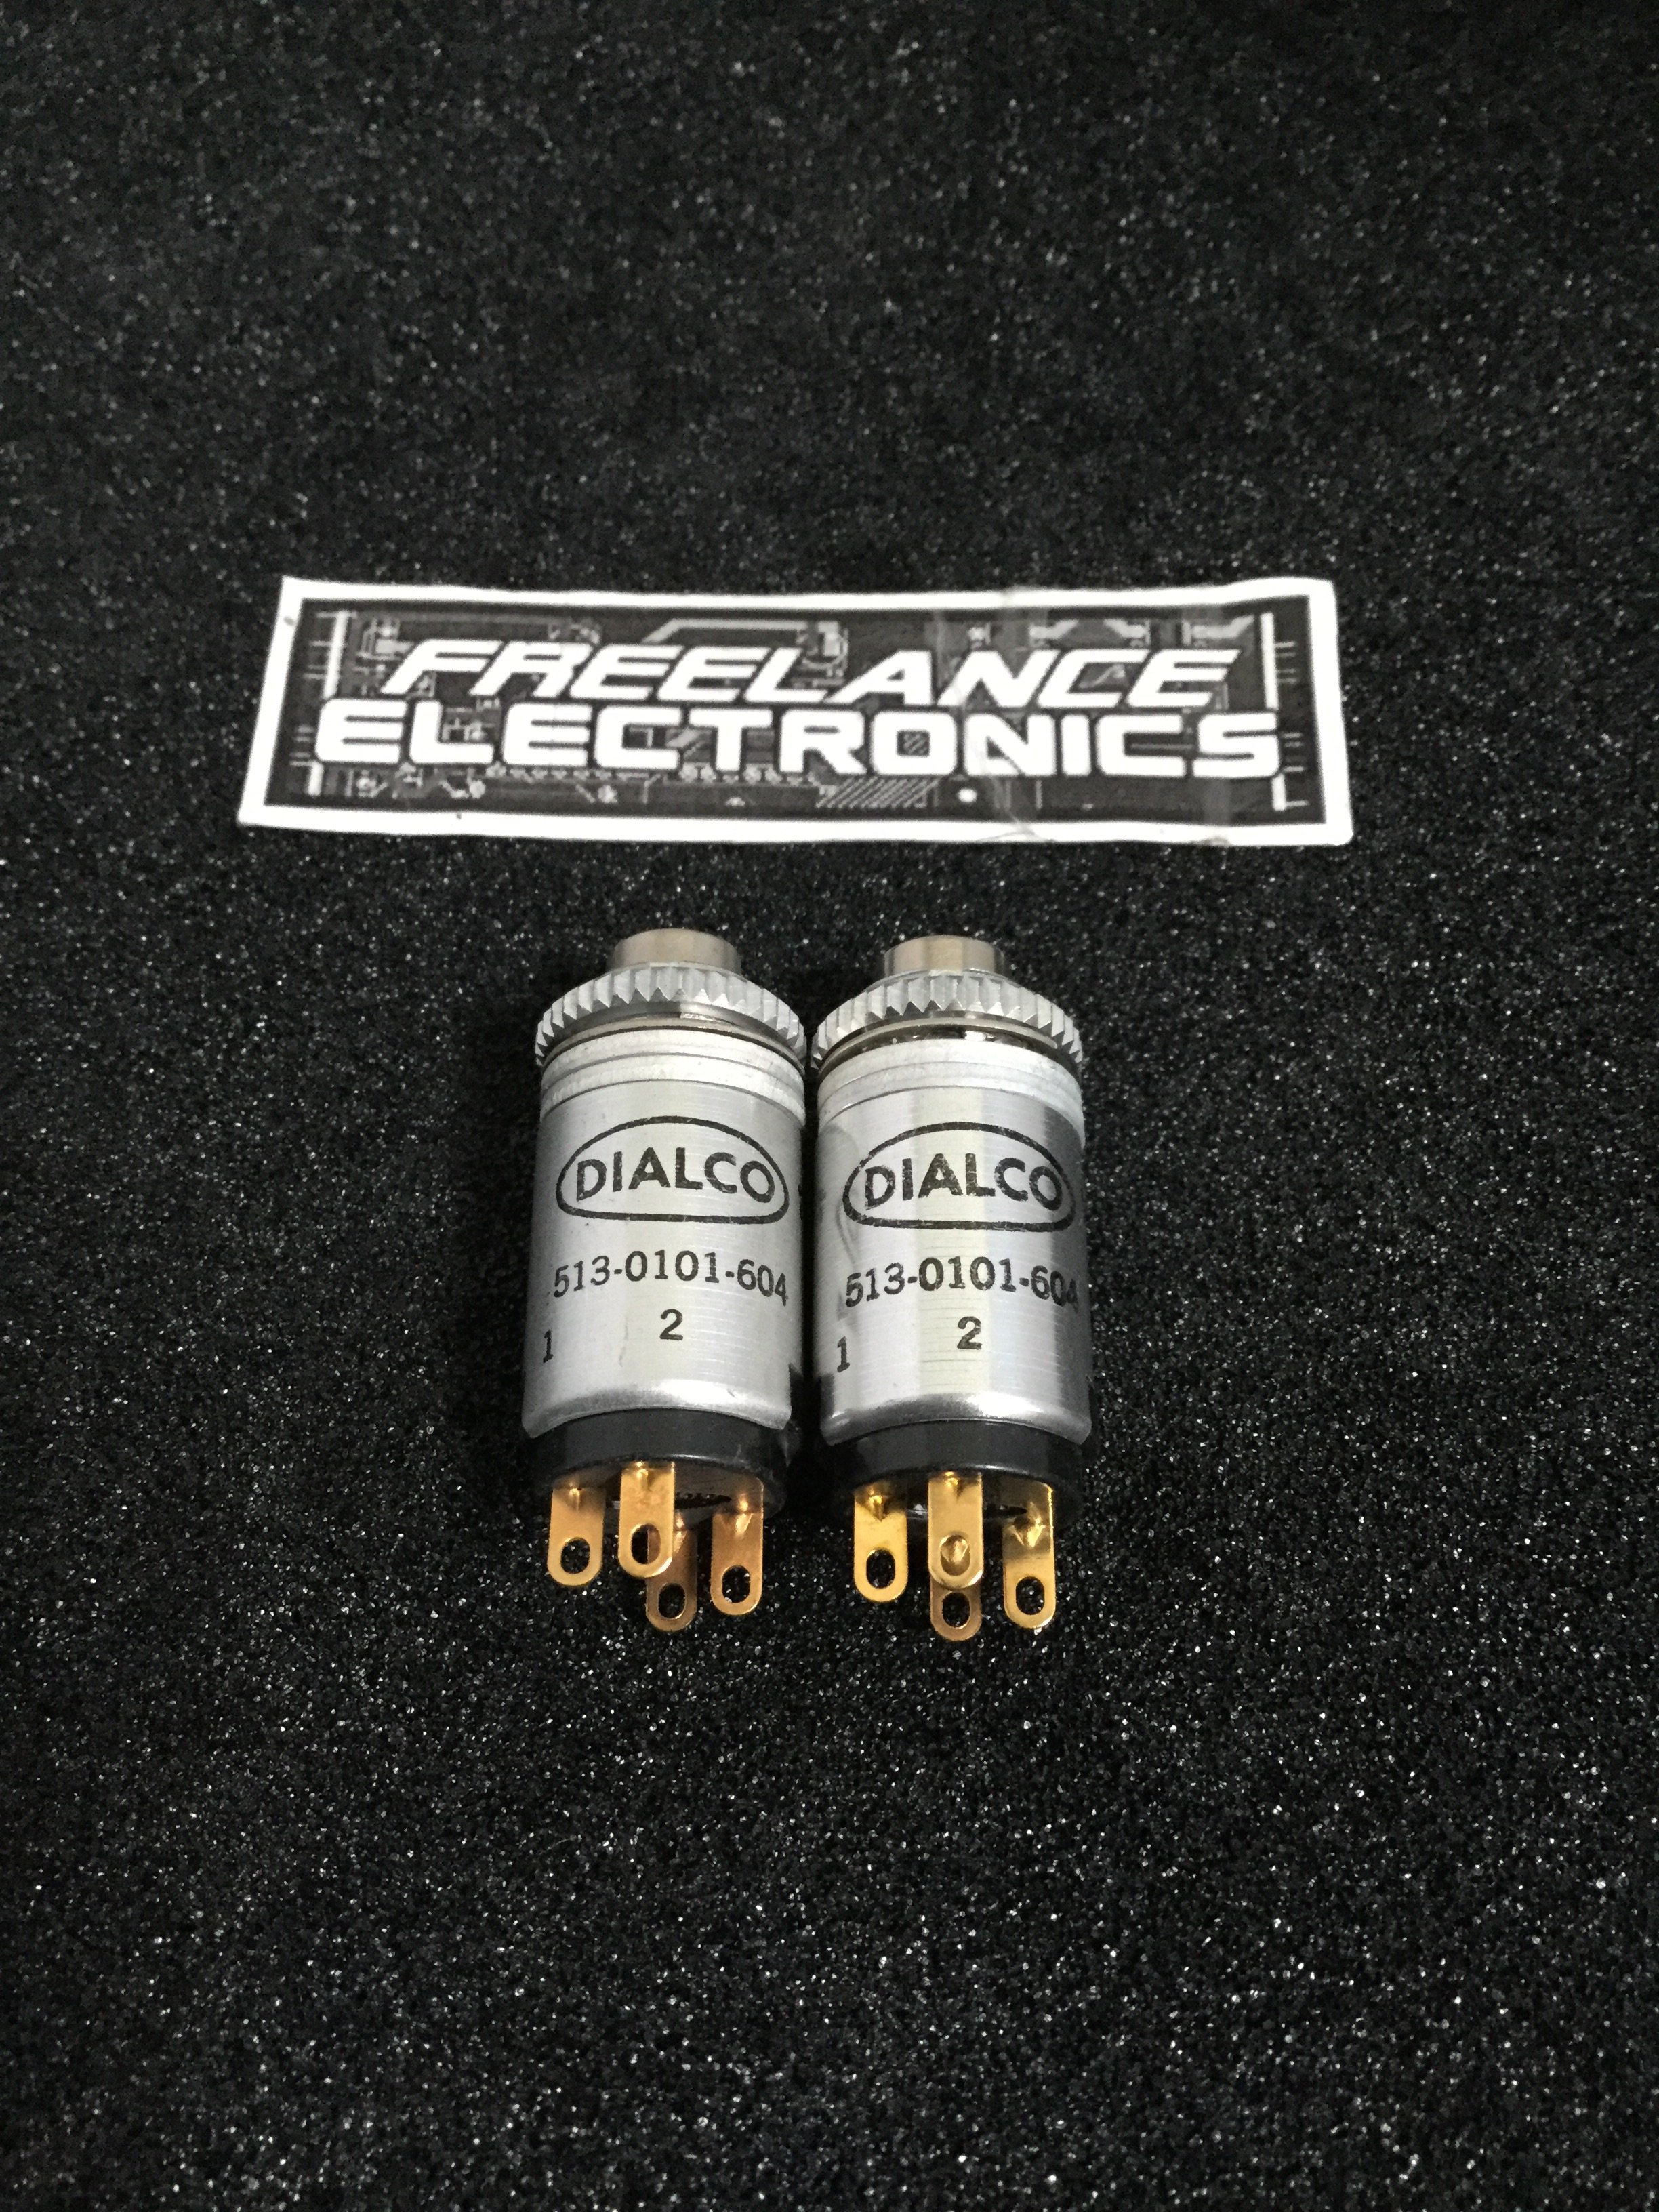 FREELANCE
ELECTRONICS
DIALCO
513-0101-604
2
1
DIALCO
513-0101-604
2
1